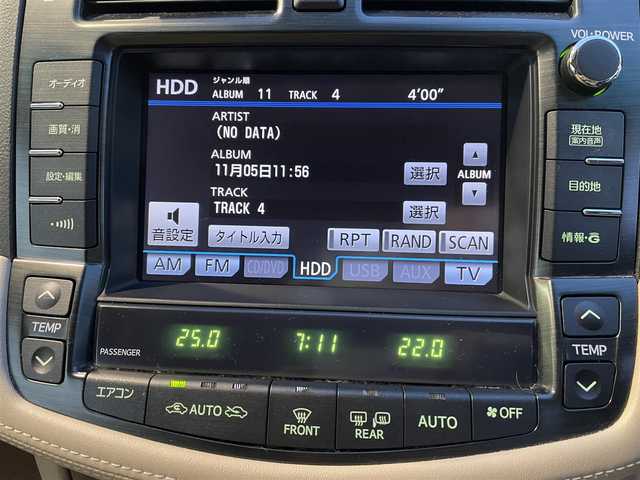 VOL・POWER
オーディオ
画質・消
設定・編集
HDD
ジャンル順
ALBUM 11 TRACK 4 4'00"
ARTIST
(NO DATA)
ALBUM
11月05日11:56
選択
ALBUM
TRACK
TRACK 4
選択
音設定
タイトル入力
RPT
RAND
SCAN
AM
FM
CD/DVD
HDD
USB
AUX
TV
現在地
案内音声
目的地
情報・G
TEMP
PASSENGER
25.0
7:11
22.0
TEMP
エアコン
AUTO
FRONT
REAR
AUTO
OFF